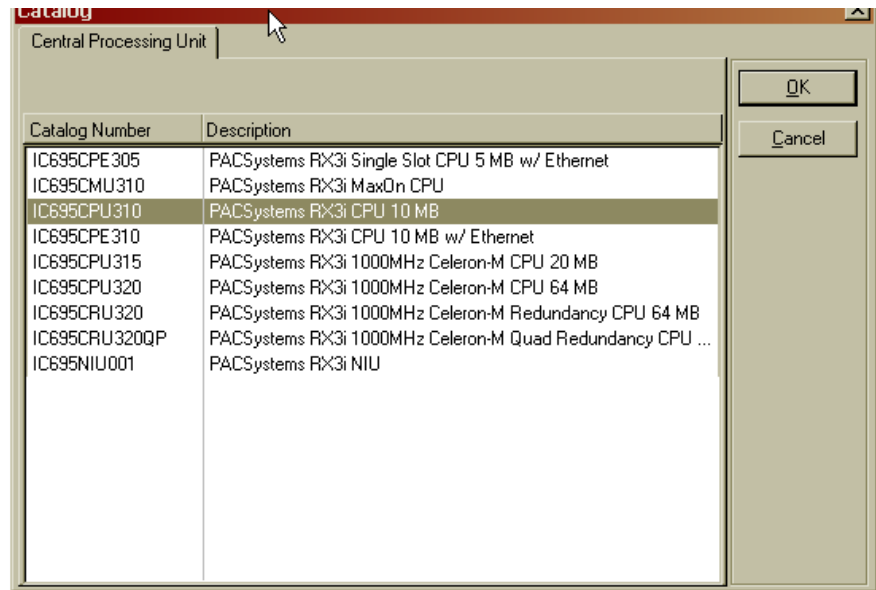 Catalog
Central Processing Unit
OK
Catalog Number Description
Cancel
IC695CPE305 PACSystems RX3i Single Slot CPU 5 MB w/ Ethernet
IC695CMU310 PACSystems RX3i MaxOn CPU
IC695CPU310 PACSystems RX3i CPU 10 MB
IC695CPE310 PACSystems RX3i CPU 10 MB w/ Ethernet
IC695CPU315 PACSystems RX3i 1000MHz Celeron-M CPU 20 MB
IC695CPU320 PACSystems RX3i 1000MHz Celeron-M CPU 64 MB
IC695CRU320 PACSystems RX3i 1000MHz Celeron-M Redundancy CPU 64 MB
IC695CRU320QP PACSystems RX3i 1000MHz Celeron-M Quad Redundancy CPU ...
IC695NIU001 PACSystems RX3i NIU